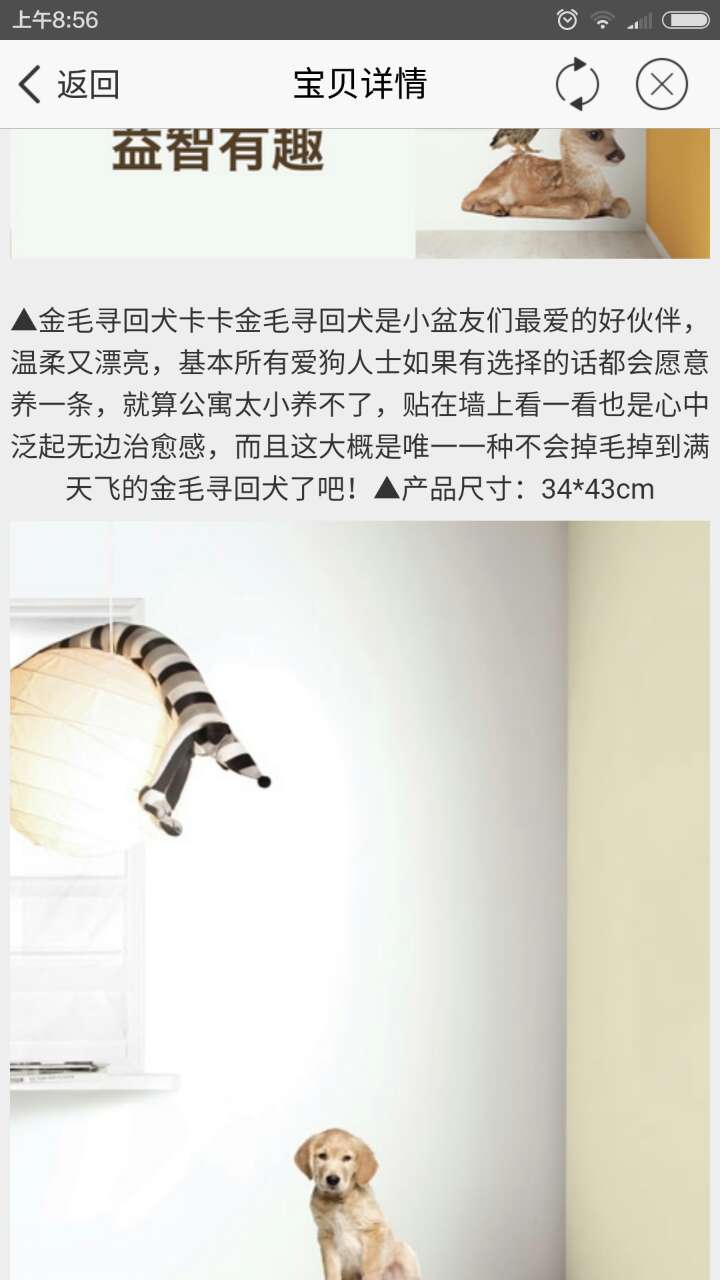 上午8:56
返回
宝贝详情
益智有趣
▲金毛寻回犬卡卡金毛寻回犬是小盆友们最爱的好伙伴，
温柔又漂亮，基本所有爱狗人士如果有选择的话都会愿意
养一条，就算公寓太小养不了，贴在墙上看一看也是心中
泛起无边治愈感，而且这大概是唯一一种不会掉毛掉到满
天飞的金毛寻回犬了吧！▲产品尺寸：34*43cm